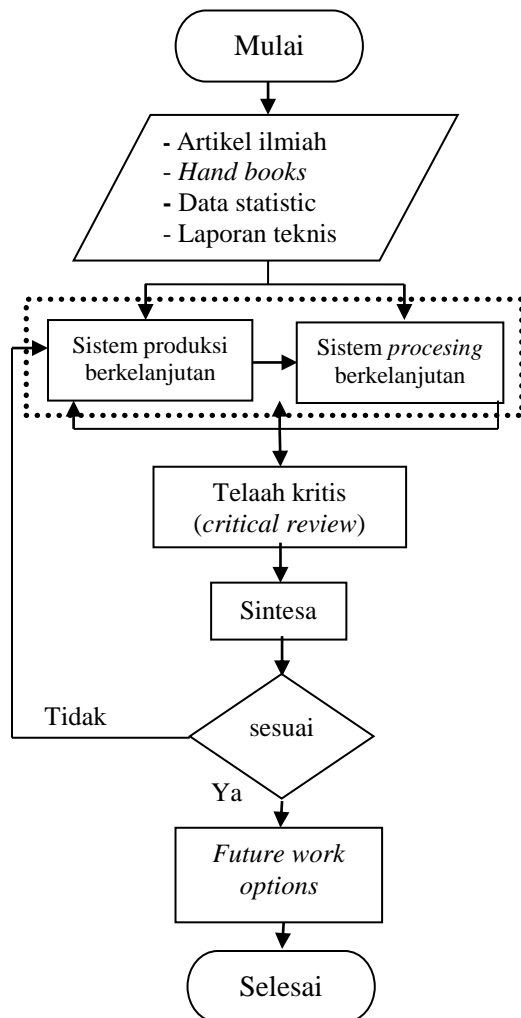 Mulai
- Artikel ilmiah
- Hand books
- Data statistic
- Laporan teknis
Sistem produksi
berkelanjutan
Sistem procesing
berkelanjutan
Telaah kritis
(critical review)
Sintesa
sesuai
Tidak
Ya
Future work
options
Selesai